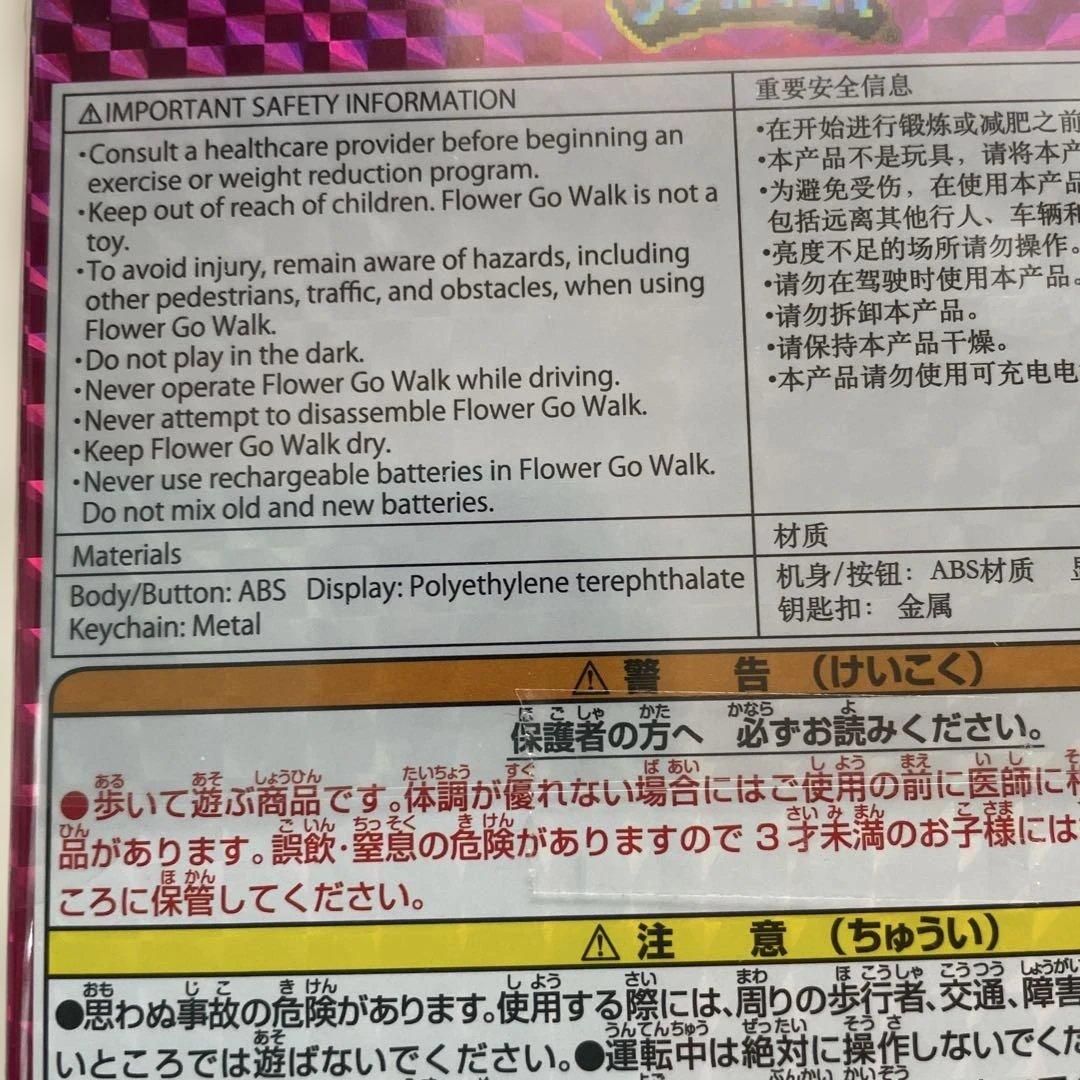 ⚠IMPORTANT SAFETY INFORMATION
•Consult a healthcare provider before beginning an
exercise or weight reduction program.
•Keep out of reach of children. Flower Go Walk is not a
toy.
•To avoid injury, remain aware of hazards, including
other pedestrians, traffic, and obstacles, when using
Flower Go Walk.
•Do not play in the dark.
•Never operate Flower Go Walk while driving.
•Never attempt to disassemble Flower Go Walk.
•Keep Flower Go Walk dry.
•Never use rechargeable batteries in Flower Go Walk.
Do not mix old and new batteries.
Materials
Body/Button: ABS Display: Polyethylene terephthalate
Keychain: Metal
重要安全信息
•在开始进行锻炼或减肥之前
•本产品不是玩具，请将本产
•为避免受伤，在使用本产品
包括远离其他行人、车辆和
•亮度不足的场所请勿操作。
•请勿在驾驶时使用本产品。
•请勿拆卸本产品。
•请保持本产品干燥。
•本产品请勿使用可充电电
材质
机身/按钮：ABS材质
钥匙扣：金属
⚠警 告（けいこく）
保護者の方へ 必ずお読みください。
●歩いて遊ぶ商品です。体調が優れない場合にはご使用の前に医師に
品があります。誤飲・窒息の危険がありますので3才未満のお子様には
ころに保管してください。
⚠注 意（ちゅうい）
●思わぬ事故の危険があります。使用する際には、周りの歩行者、交通、障害
いところでは遊ばないでください。●運転中は絶対に操作しないでくだ